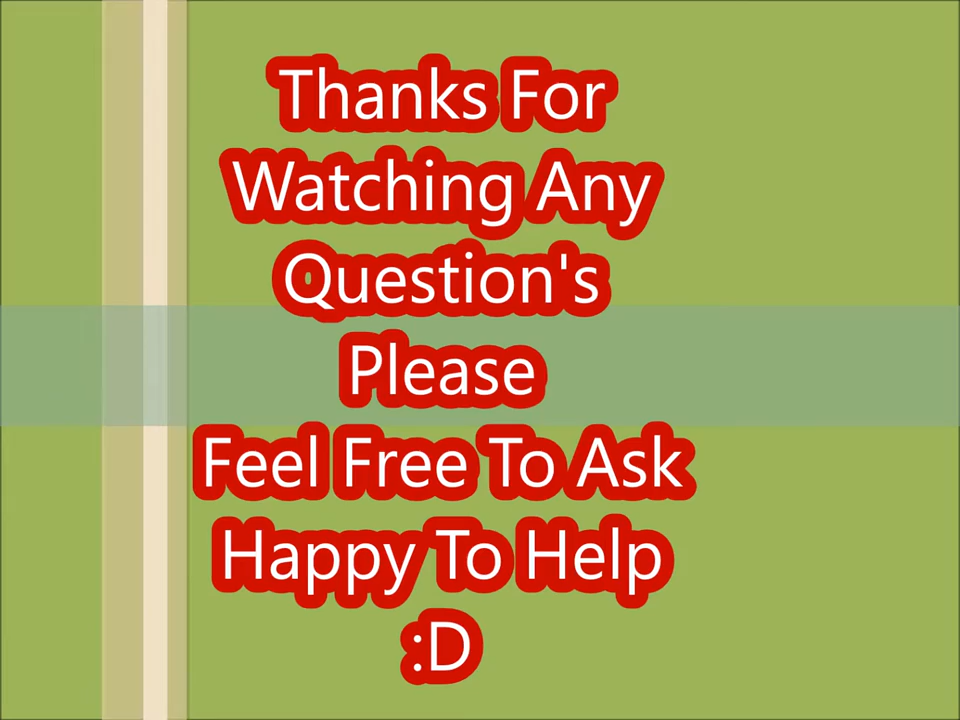 Thanks For
Watching Any
Question's
Please
Feel Free To Ask
Happy To Help
:D